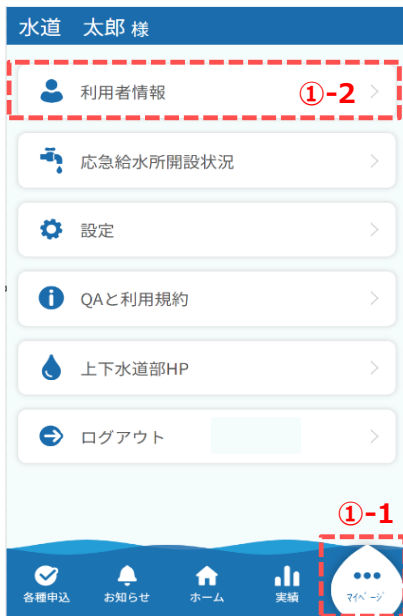 水道　太郎 様
利用者情報
①-2
応急給水所開設状況
設定
QAと利用規約
上下水道部HP
ログアウト
①-1
各種申込
お知らせ
ホーム
実績
マイページ